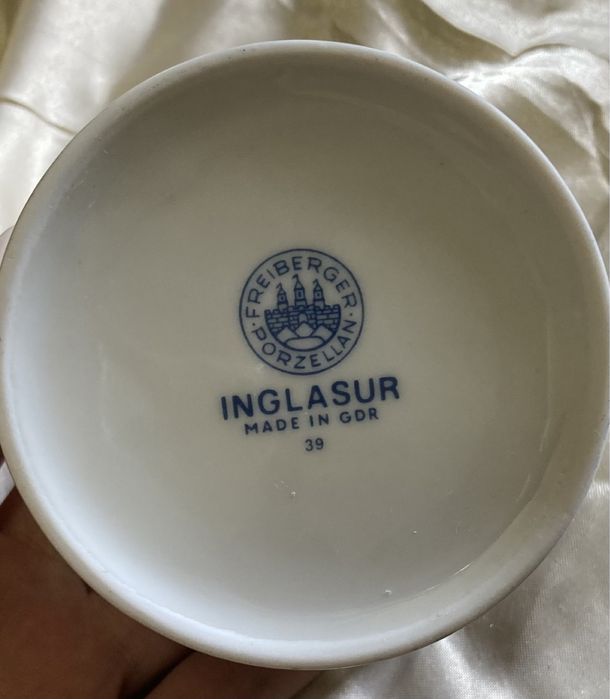 FREIBERGER
PORZELLAN
INGLASUR
MADE IN GDR
39